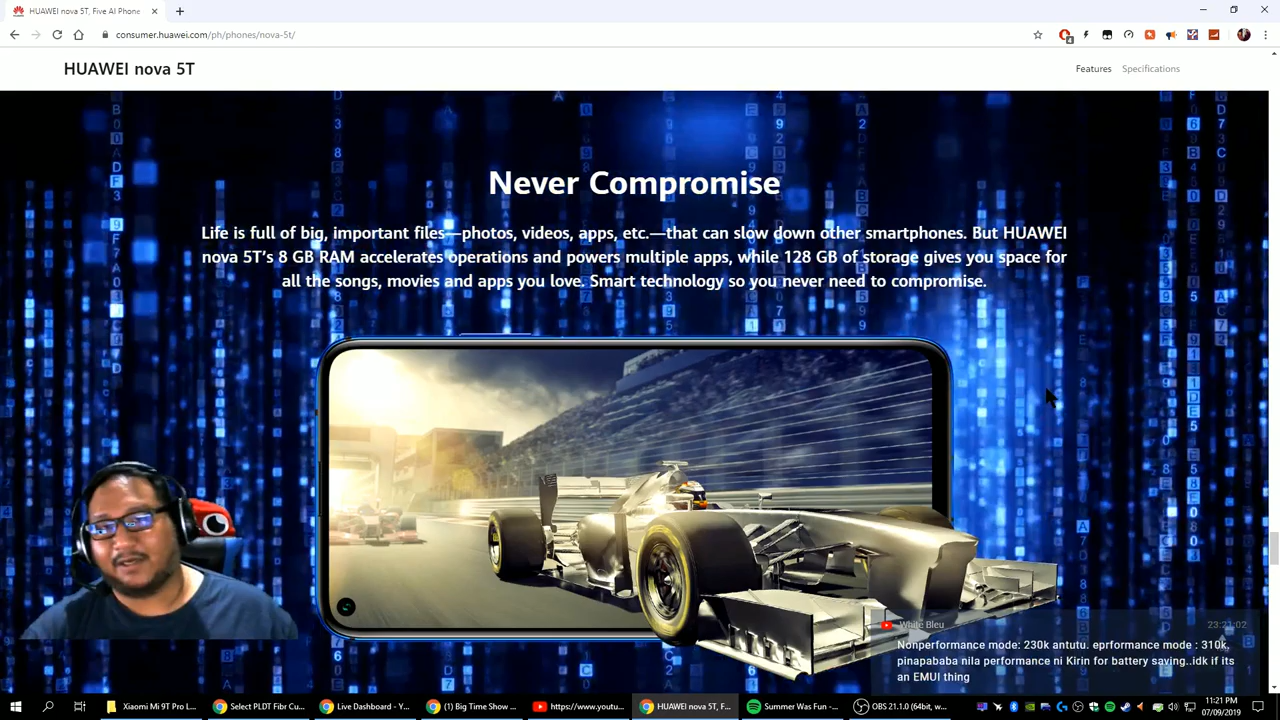 HUAWEI nova 5T, Five AI Phone
consumer.huawei.com/ph/phones/nova-5t/
4
HUAWEI nova 5T
Features
Specifications
Never Compromise
Life is full of big, important files—photos, videos, apps, etc.—that can slow down other smartphones. But HUAWEI
nova 5T's 8 GB RAM accelerates operations and powers multiple apps, while 128 GB of storage gives you space for
all the songs, movies and apps you love. Smart technology so you never need to compromise.
White Bleu
23:21:02
Nonperformance mode: 230k antutu. eprformance mode : 310k.
pinapababa nila performance ni Kirin for battery saving..idk if its
an EMUI thing
Xiaomi Mi 9T Pro L...
Select PLDT Fibr Cu...
Live Dashboard - Y...
(1) Big Time Show ...
https://www.youtu...
HUAWEI nova 5T, F...
Summer Was Fun - ...
OBS 21.1.0 (64bit, w...
11:21 PM
07/09/2019